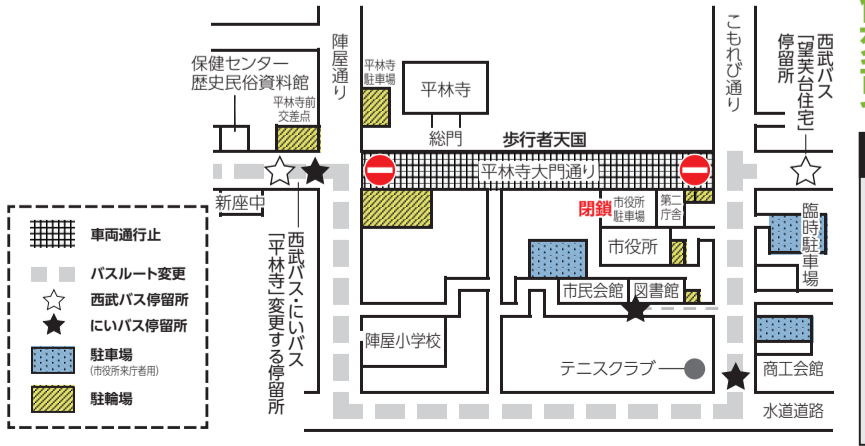 陣屋通り
こもれび通り
西武バス
「望芙台住宅」
停留所
保健センター
歴史民俗資料館
平林寺前
交差点
平林寺
駐車場
平林寺
総門
歩行者天国
平林寺大門通り
新座中
閉鎖
市役所
駐車場
第二
庁舎
市役所
臨時駐車場
西武バス・にいバス
「平林寺」変更する停留所
市民会館
図書館
陣屋小学校
テニスクラブ
商工会館
水道道路
車両通行止
バスルート変更
西武バス停留所
にいバス停留所
駐車場
(市役所来庁者用)
駐輪場